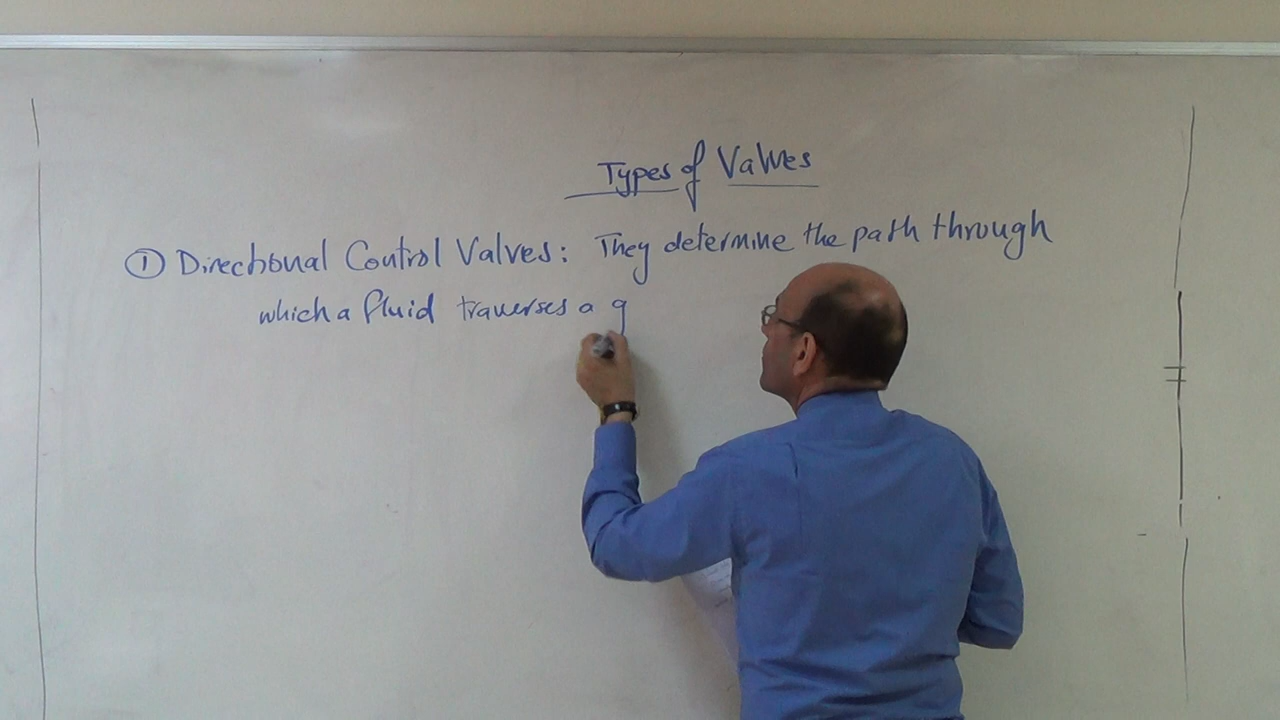 Types of Valves
① Directional Control Valves: They determine the path through
which a fluid traverses a g